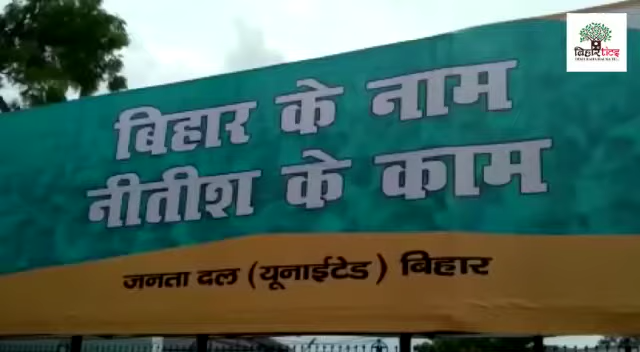 बिहार के नाम
नीतीश के काम
जनता दल (यूनाईटेड) बिहार